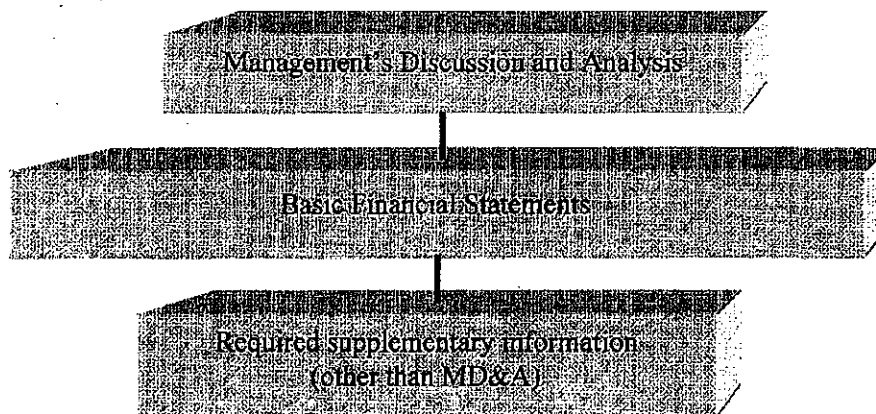 Management's Discussion and Analysis
Basic Financial Statements
Required supplementary information
(other than MD&A)